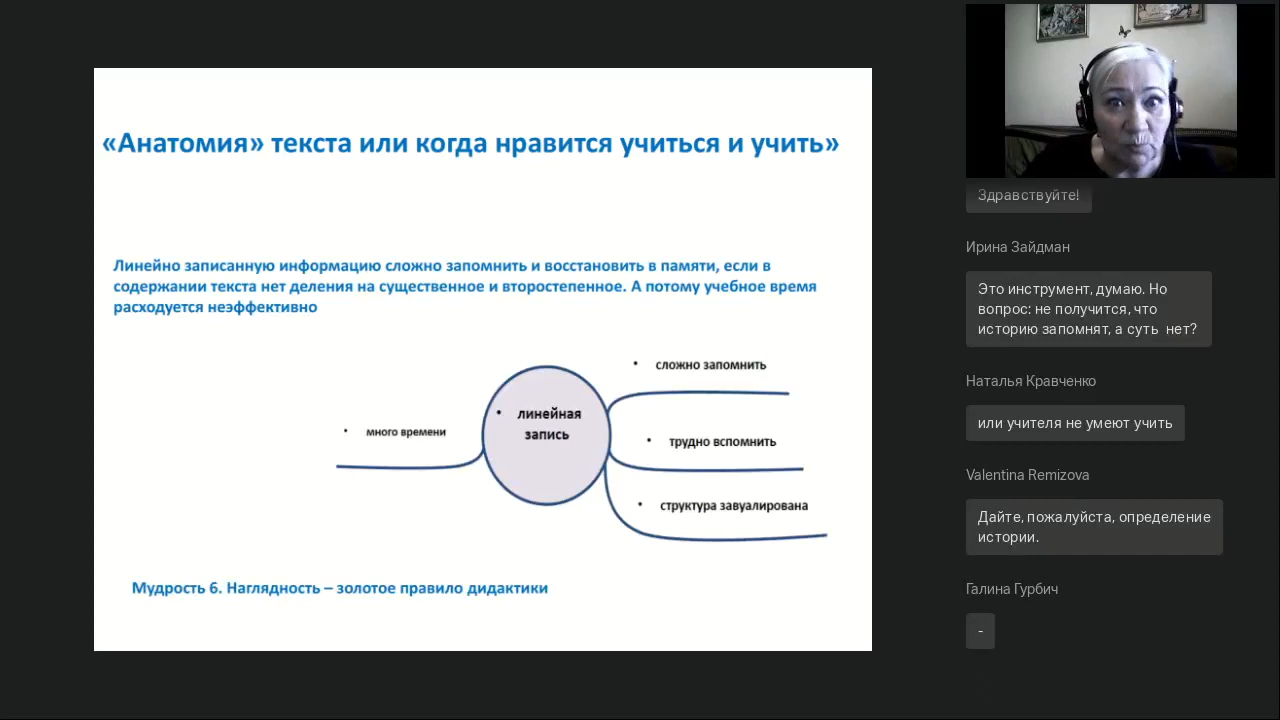 «Анатомия» текста или когда нравится учиться и учить»
Линейно записанную информацию сложно запомнить и восстановить в памяти, если в
содержании текста нет деления на существенное и второстепенное. А потому учебное время
расходуется неэффективно
• много времени
• линейная
запись
• сложно запомнить
• трудно вспомнить
• структура завуалирована
Мудрость 6. Наглядность – золотое правило дидактики
Здравствуйте!
Ирина Зайдман
Это инструмент, думаю. Но
вопрос: не получится, что
историю запомнят, а суть  нет?
Наталья Кравченко
или учителя не умеют учить
Valentina Remizova
Дайте, пожалуйста, определение
истории.
Галина Гурбич
-